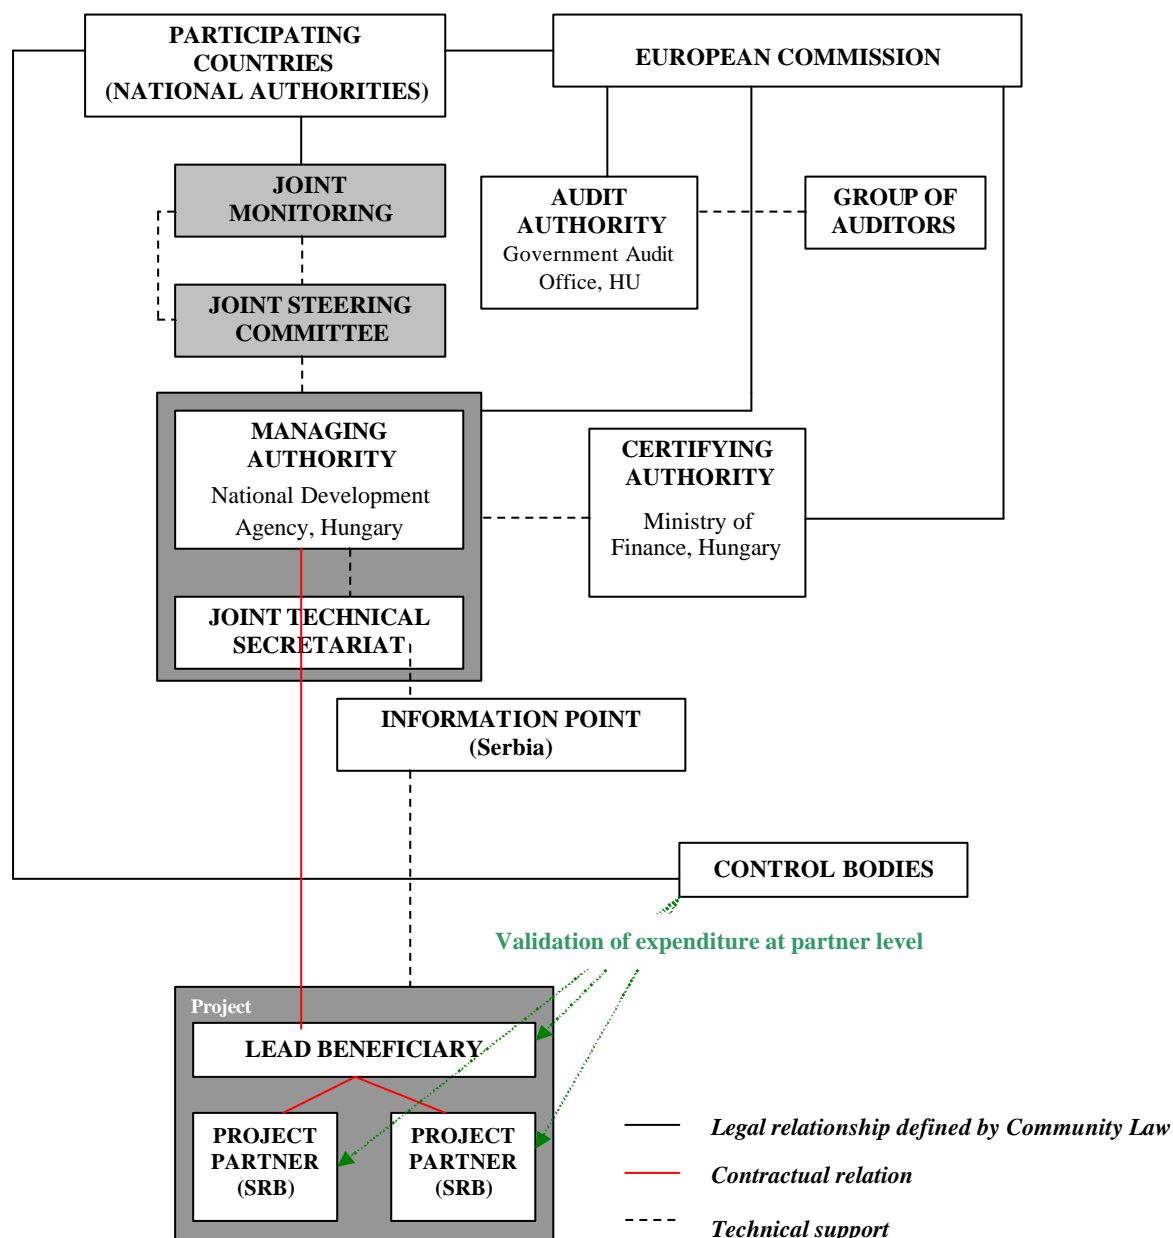 PARTICIPATING
COUNTRIES
(NATIONAL AUTHORITIES)
EUROPEAN COMMISSION
JOINT
MONITORING
AUDIT
AUTHORITY
Government Audit
Office, HU
GROUP OF
AUDITORS
JOINT STEERING
COMMITTEE
MANAGING
AUTHORITY
National Development
Agency, Hungary
CERTIFYING
AUTHORITY
Ministry of
Finance, Hungary
JOINT TECHNICAL
SECRETARIAT
INFORMATION POINT
(Serbia)
CONTROL BODIES
Validation of expenditure at partner level
Project
LEAD BENEFICIARY
PROJECT
PARTNER
(SRB)
PROJECT
PARTNER
(SRB)
Legal relationship defined by Community Law
Contractual relation
Technical support